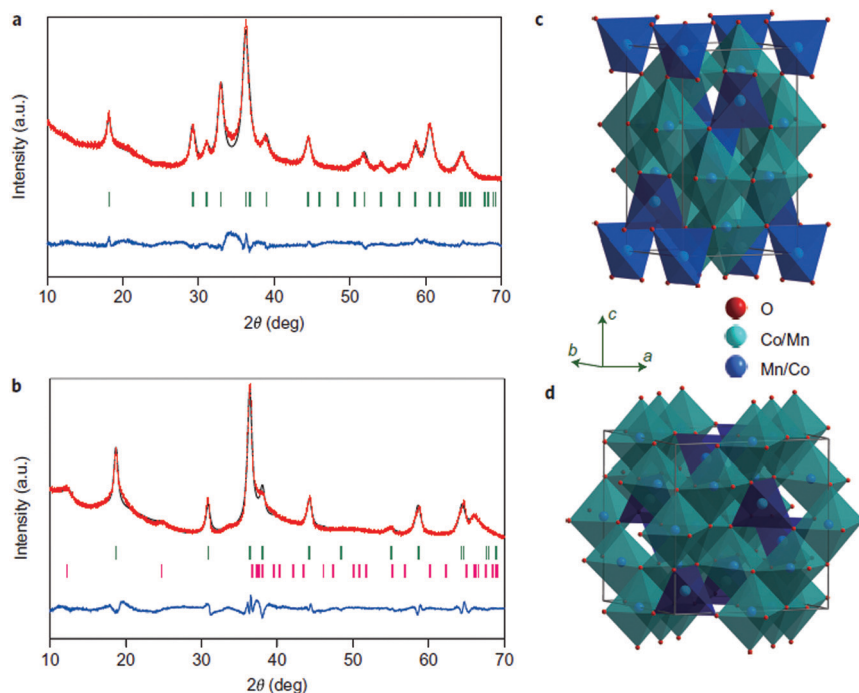 a
Intensity (a.u.)
10 20 30 40 50 60 70
2θ (deg)
b
Intensity (a.u.)
10 20 30 40 50 60 70
2θ (deg)
c
c
b a
O
Co/Mn
Mn/Co
d